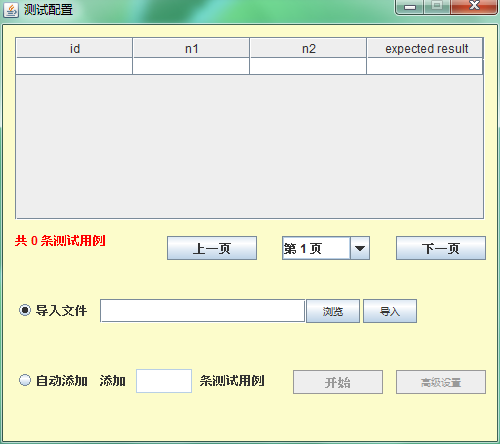 测试配置
id n1 n2 expected result
共 0 条测试用例
上一页 第 1 页 下一页
导入文件 浏览 导入
自动添加 添加 条测试用例 开始 高级设置